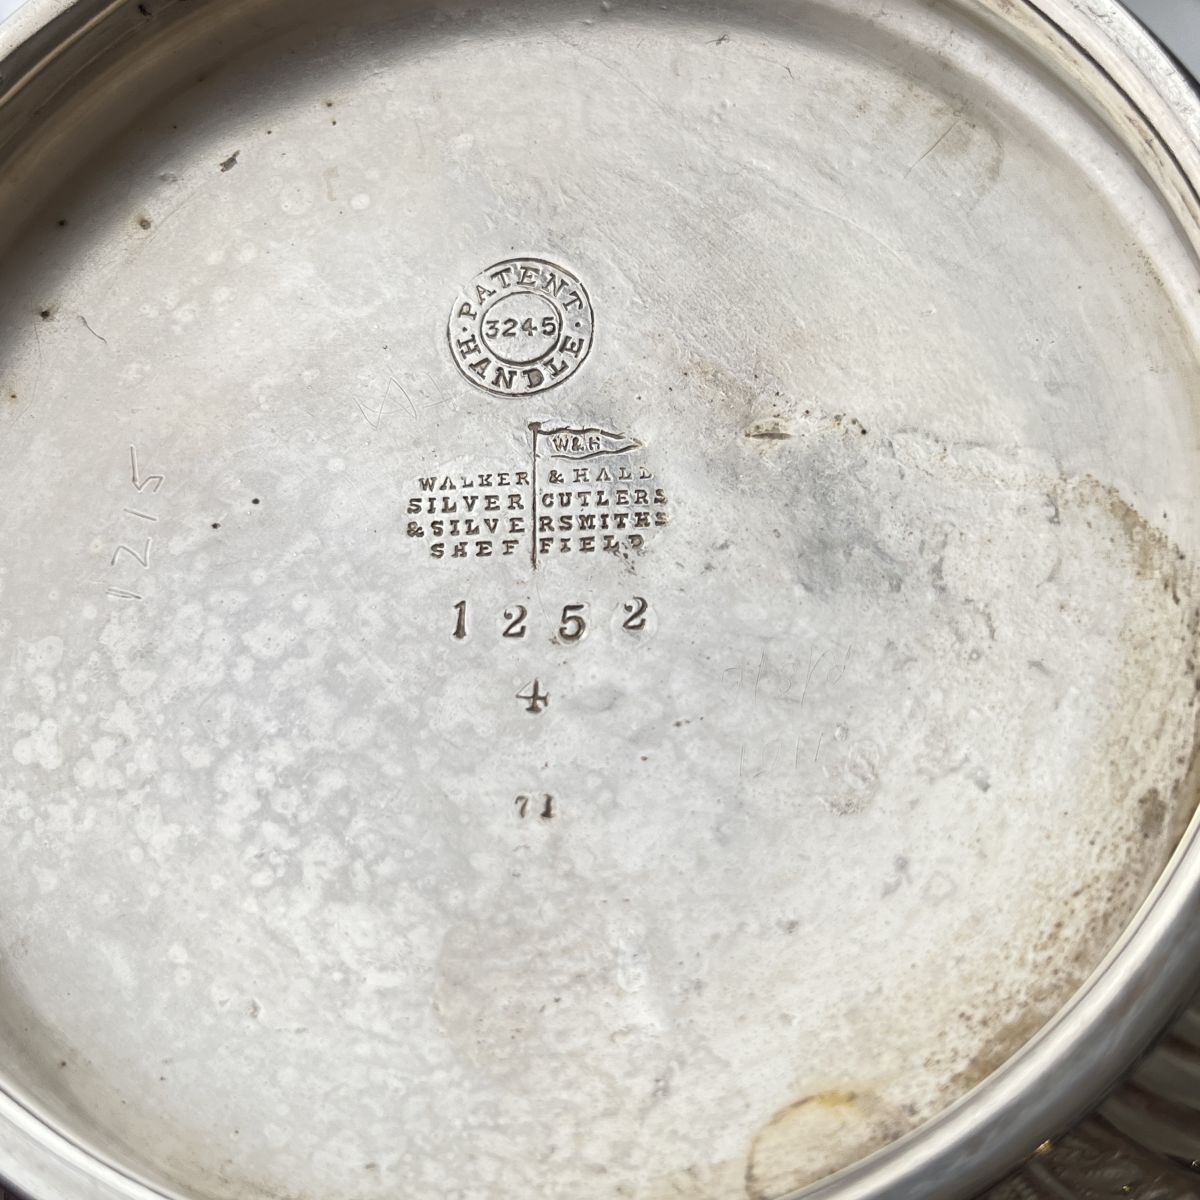 PATENT
3245
HANDLE
W&H
WALKER & HALL
SILVER CUTLERS
& SILVERSMITHS
SHEFFIELD
1252
4
71
1215